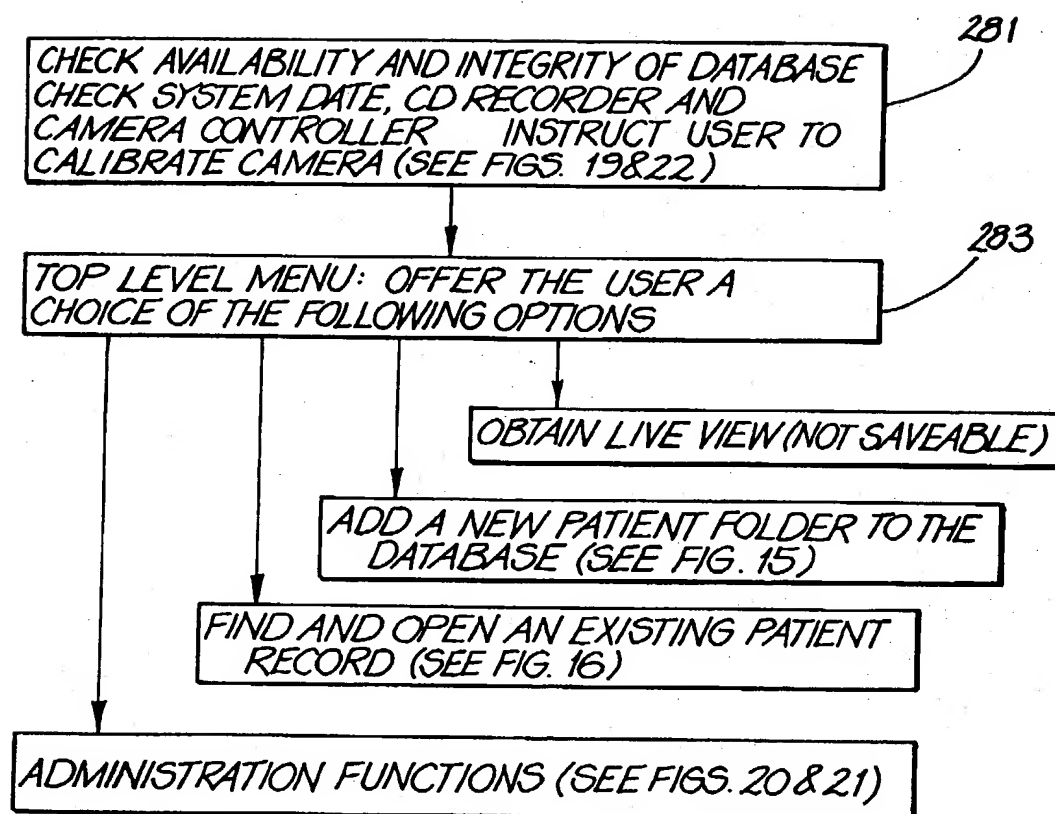 281
CHECK AVAILABILITY AND INTEGRITY OF DATABASE
CHECK SYSTEM DATE, CD RECORDER AND
CAMERA CONTROLLER INSTRUCT USER TO
CALIBRATE CAMERA (SEE FIGS. 19&22)
283
TOP LEVEL MENU: OFFER THE USER A
CHOICE OF THE FOLLOWING OPTIONS
OBTAIN LIVE VIEW (NOT SAVEABLE)
ADD A NEW PATIENT FOLDER TO THE
DATABASE (SEE FIG. 15)
FIND AND OPEN AN EXISTING PATIENT
RECORD (SEE FIG. 16)
ADMINISTRATION FUNCTIONS (SEE FIGS. 20 & 21)